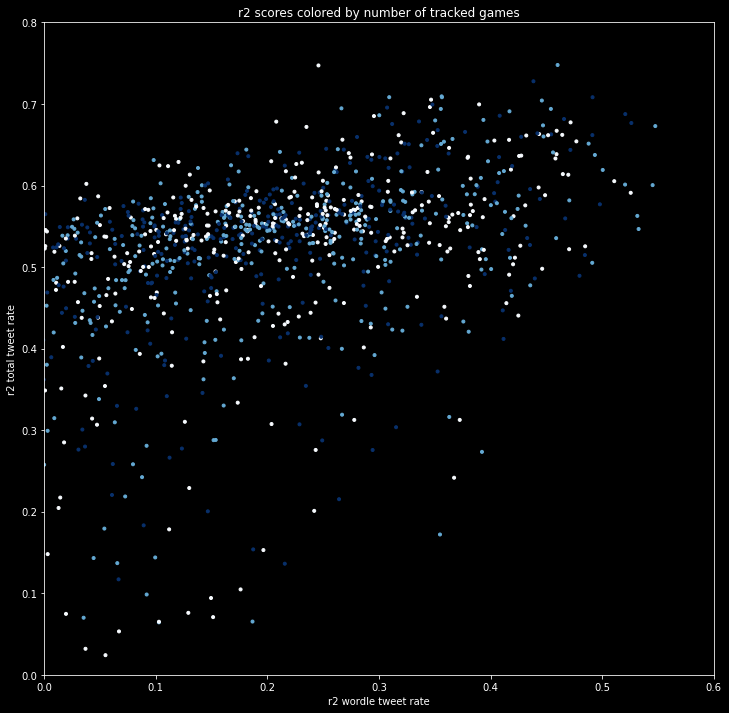 r2 scores colored by number of tracked games
0.8
0.7
0.6
0.5
0.4
0.3
0.2
0.1
0.0
r2 total tweet rate
0.0 0.1 0.2 0.3 0.4 0.5 0.6
r2 wordle tweet rate